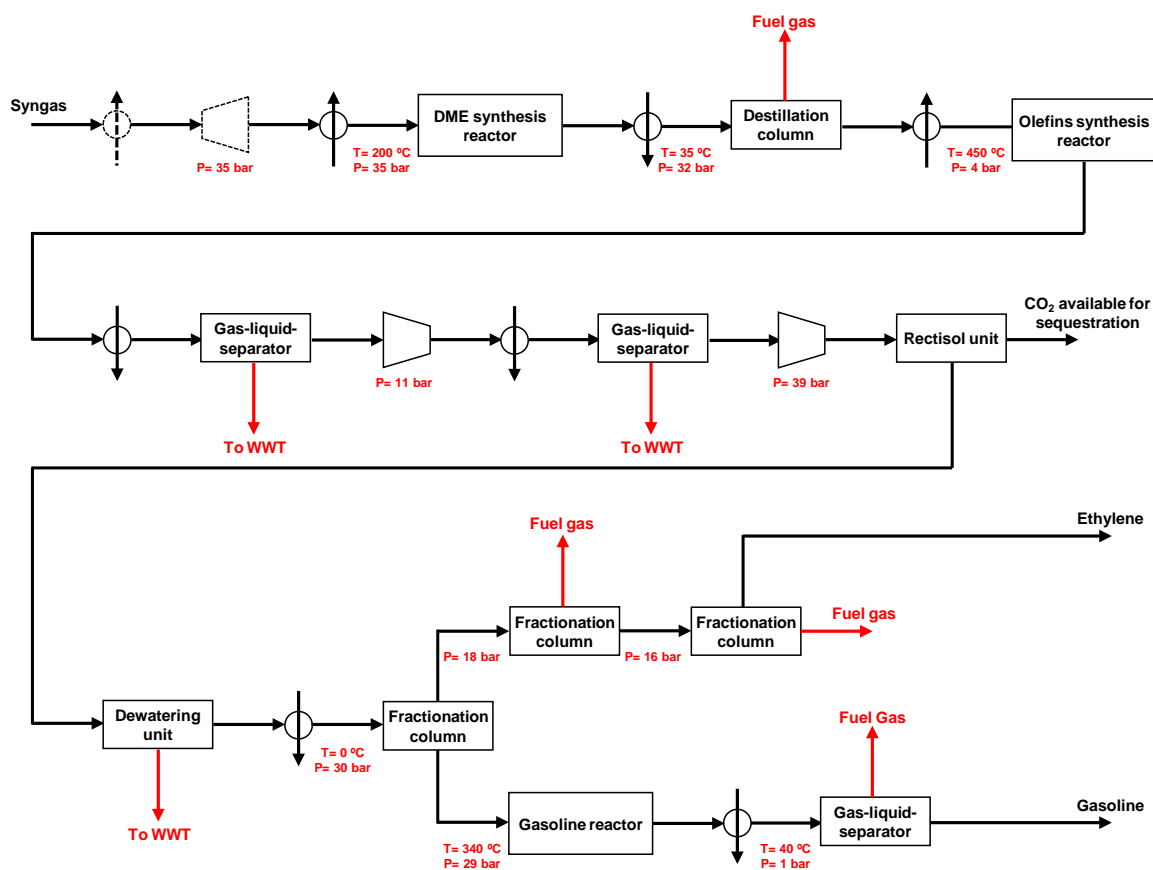 Fuel gas
Syngas
DME synthesis
reactor
Destillation
column
Olefins synthesis
reactor
P= 35 bar
T= 200 ºC
P= 35 bar
T= 35 ºC
P= 32 bar
T= 450 ºC
P= 4 bar
Gas-liquid-
separator
Gas-liquid-
separator
Rectisol unit
CO₂ available for
sequestration
P= 11 bar
P= 39 bar
To WWT
To WWT
Fuel gas
Ethylene
Fractionation
column
Fractionation
column
Fuel gas
P= 18 bar
P= 16 bar
Dewatering
unit
Fractionation
column
Fuel Gas
T= 0 ºC
P= 30 bar
To WWT
Gasoline reactor
Gas-liquid-
separator
Gasoline
T= 340 ºC
P= 29 bar
T= 40 ºC
P= 1 bar